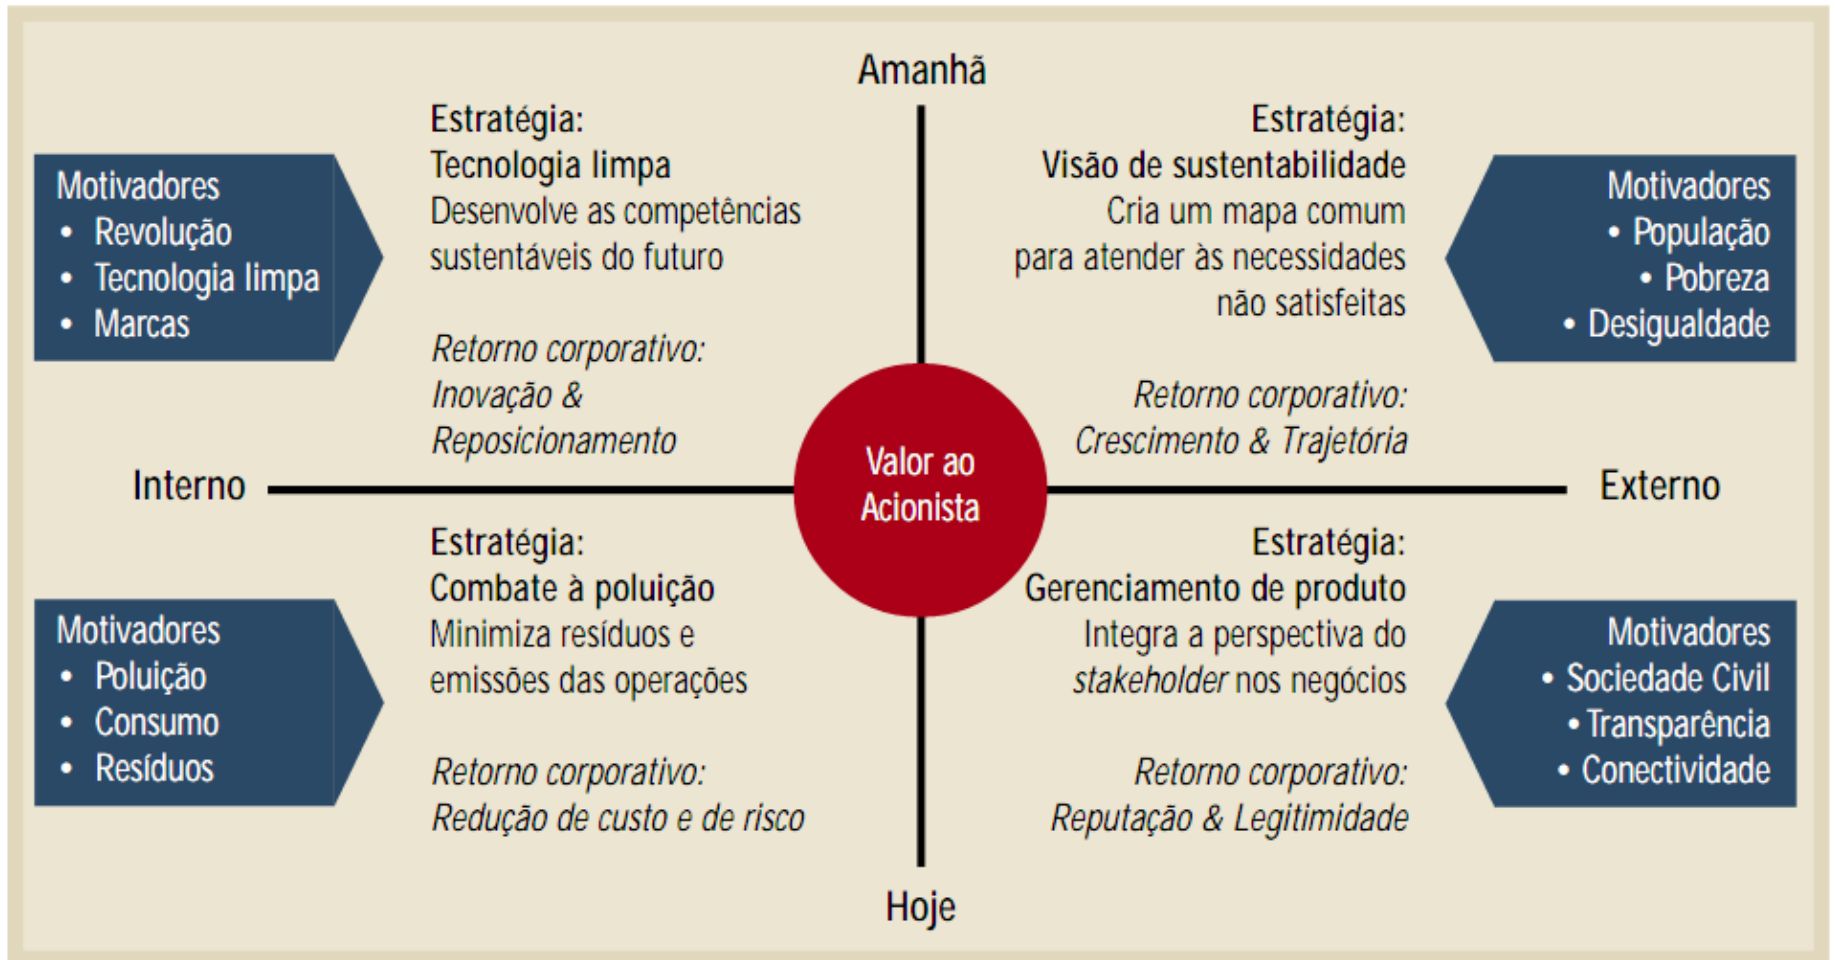 Amanhã
Motivadores
• Revolução
• Tecnologia limpa
• Marcas
Estratégia:
Tecnologia limpa
Desenvolve as competências
sustentáveis do futuro
Retorno corporativo:
Inovação &
Reposicionamento
Estratégia:
Visão de sustentabilidade
Cria um mapa comum
para atender às necessidades
não satisfeitas
Retorno corporativo:
Crescimento & Trajetória
Motivadores
• População
• Pobreza
• Desigualdade
Interno
Valor ao
Acionista
Externo
Motivadores
• Poluição
• Consumo
• Resíduos
Estratégia:
Combate à poluição
Minimiza resíduos e
emissões das operações
Retorno corporativo:
Redução de custo e de risco
Estratégia:
Gerenciamento de produto
Integra a perspectiva do
stakeholder nos negócios
Retorno corporativo:
Reputação & Legitimidade
Motivadores
• Sociedade Civil
• Transparência
• Conectividade
Hoje